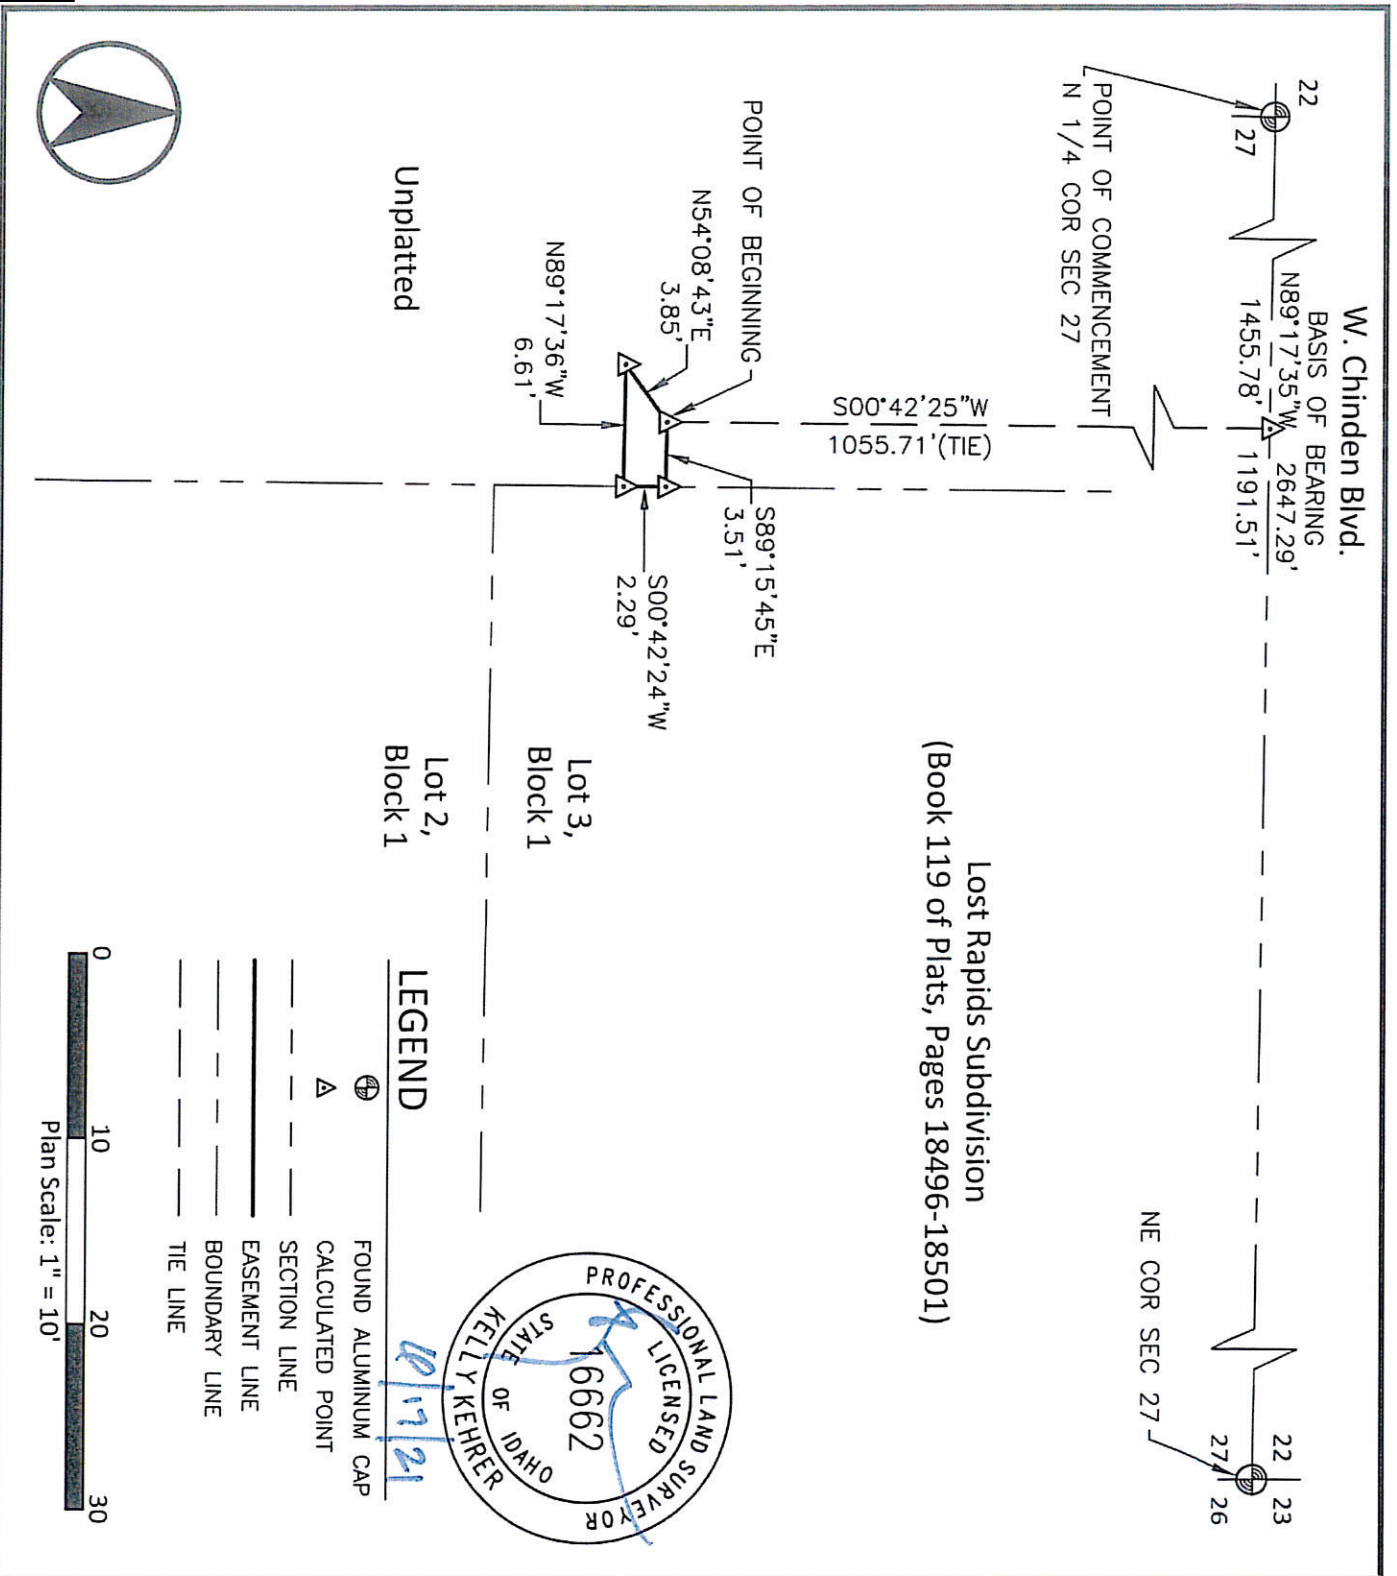 W. Chinden Blvd.
BASIS OF BEARING
N89°17'35"W 2647.29'
1455.78' 1191.51'
22
27
POINT OF COMMENCEMENT
N 1/4 COR SEC 27
NE COR SEC 27
22 23
27 26
S00°42'25"W
1055.71'(TIE)
POINT OF BEGINNING
N54°08'43"E
3.85'
S89°15'45"E
3.51'
S00°42'24"W
2.29'
N89°17'36"W
6.61'
Unplatted
Lost Rapids Subdivision
(Book 119 of Plats, Pages 18496-18501)
Lot 3,
Block 1
Lot 2,
Block 1
PROFESSIONAL LAND SURVEYOR
LICENSED
16662
STATE OF IDAHO
KELLY KEHRER
LEGEND
FOUND ALUMINUM CAP
CALCULATED POINT
SECTION LINE
EASEMENT LINE
BOUNDARY LINE
TIE LINE
0 10 20 30
Plan Scale: 1" = 10'